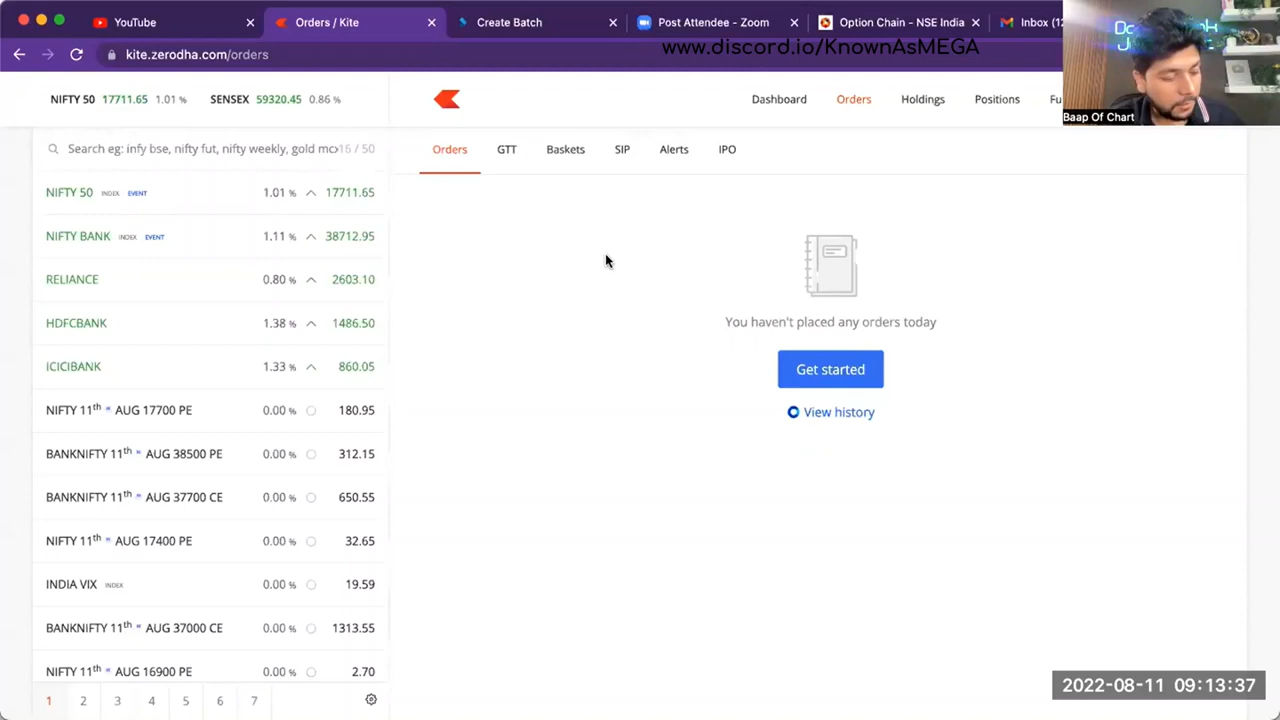 YouTube
Orders / Kite
Create Batch
Post Attendee - Zoom
Option Chain - NSE India
Inbox (12
kite.zerodha.com/orders
www.discord.io/KnownAsMEGA
NIFTY 50 17711.65 1.01 % SENSEX 59320.45 0.86 %
Dashboard Orders Holdings Positions Fu
Baap Of Chart
Search eg: infy bse, nifty fut, nifty weekly, gold mcx 16 / 50
Orders GTT Baskets SIP Alerts IPO
NIFTY 50 INDEX EVENT 1.01 % 17711.65
NIFTY BANK INDEX EVENT 1.11 % 38712.95
RELIANCE 0.80 % 2603.10
HDFCBANK 1.38 % 1486.50
ICICIBANK 1.33 % 860.05
NIFTY 11th w AUG 17700 PE 0.00 % 180.95
BANKNIFTY 11th w AUG 38500 PE 0.00 % 312.15
BANKNIFTY 11th w AUG 37700 CE 0.00 % 650.55
NIFTY 11th w AUG 17400 PE 0.00 % 32.65
INDIA VIX INDEX 0.00 % 19.59
BANKNIFTY 11th w AUG 37000 CE 0.00 % 1313.55
NIFTY 11th w AUG 16900 PE 0.00 % 2.70
1 2 3 4 5 6 7
You haven't placed any orders today
Get started
View history
2022-08-11 09:13:37